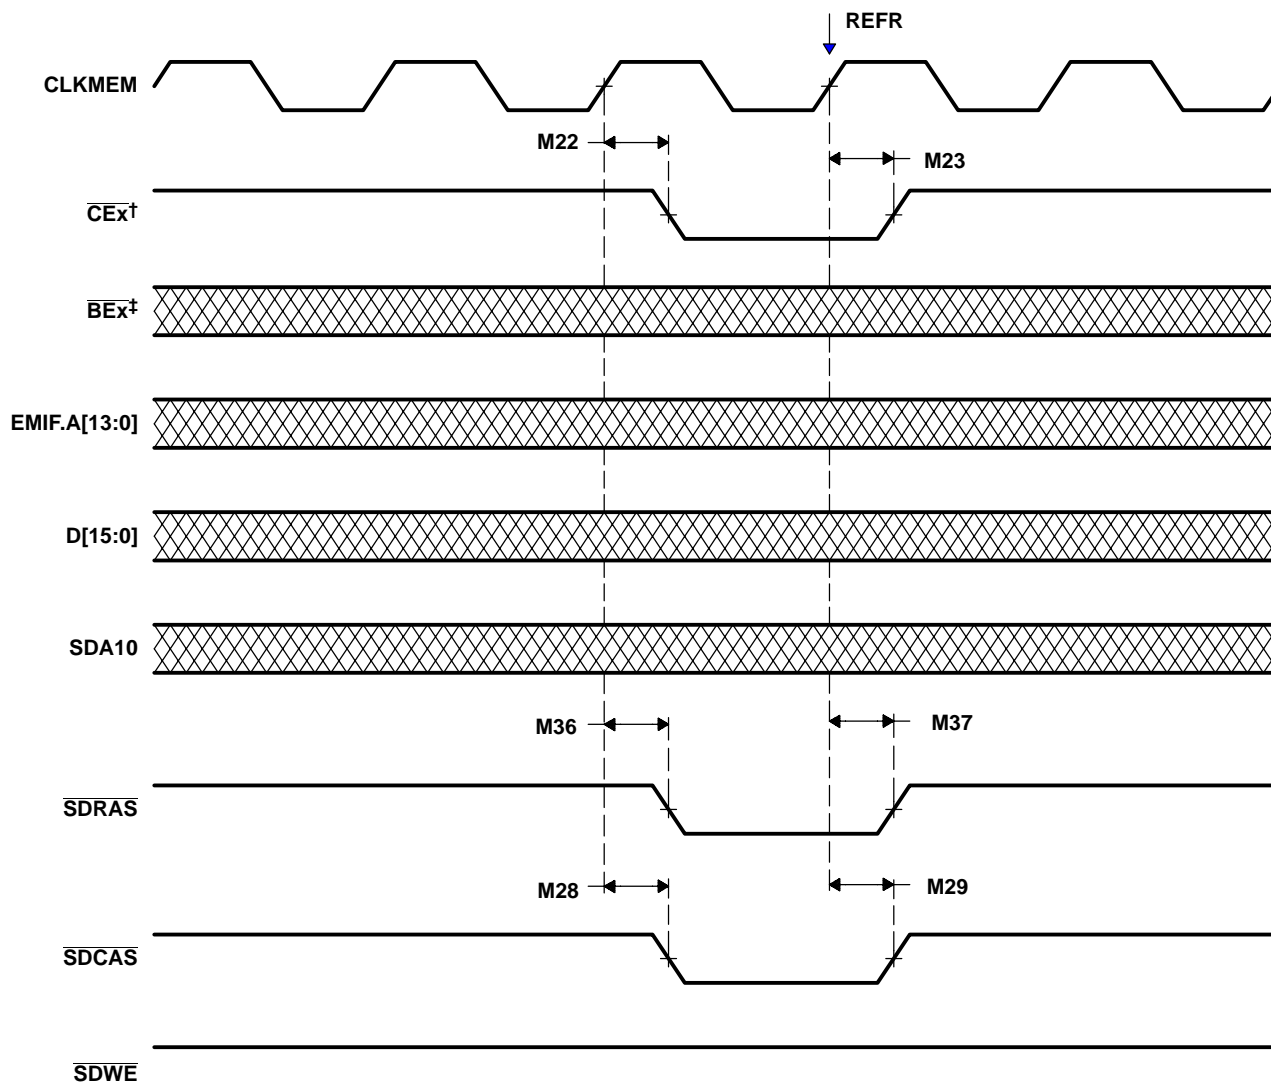 REFR
CLKMEM
M22
M23
CEx†
BEx‡
EMIF.A[13:0]
D[15:0]
SDA10
M36
M37
SDRAS
M28
M29
SDCAS
SDWE